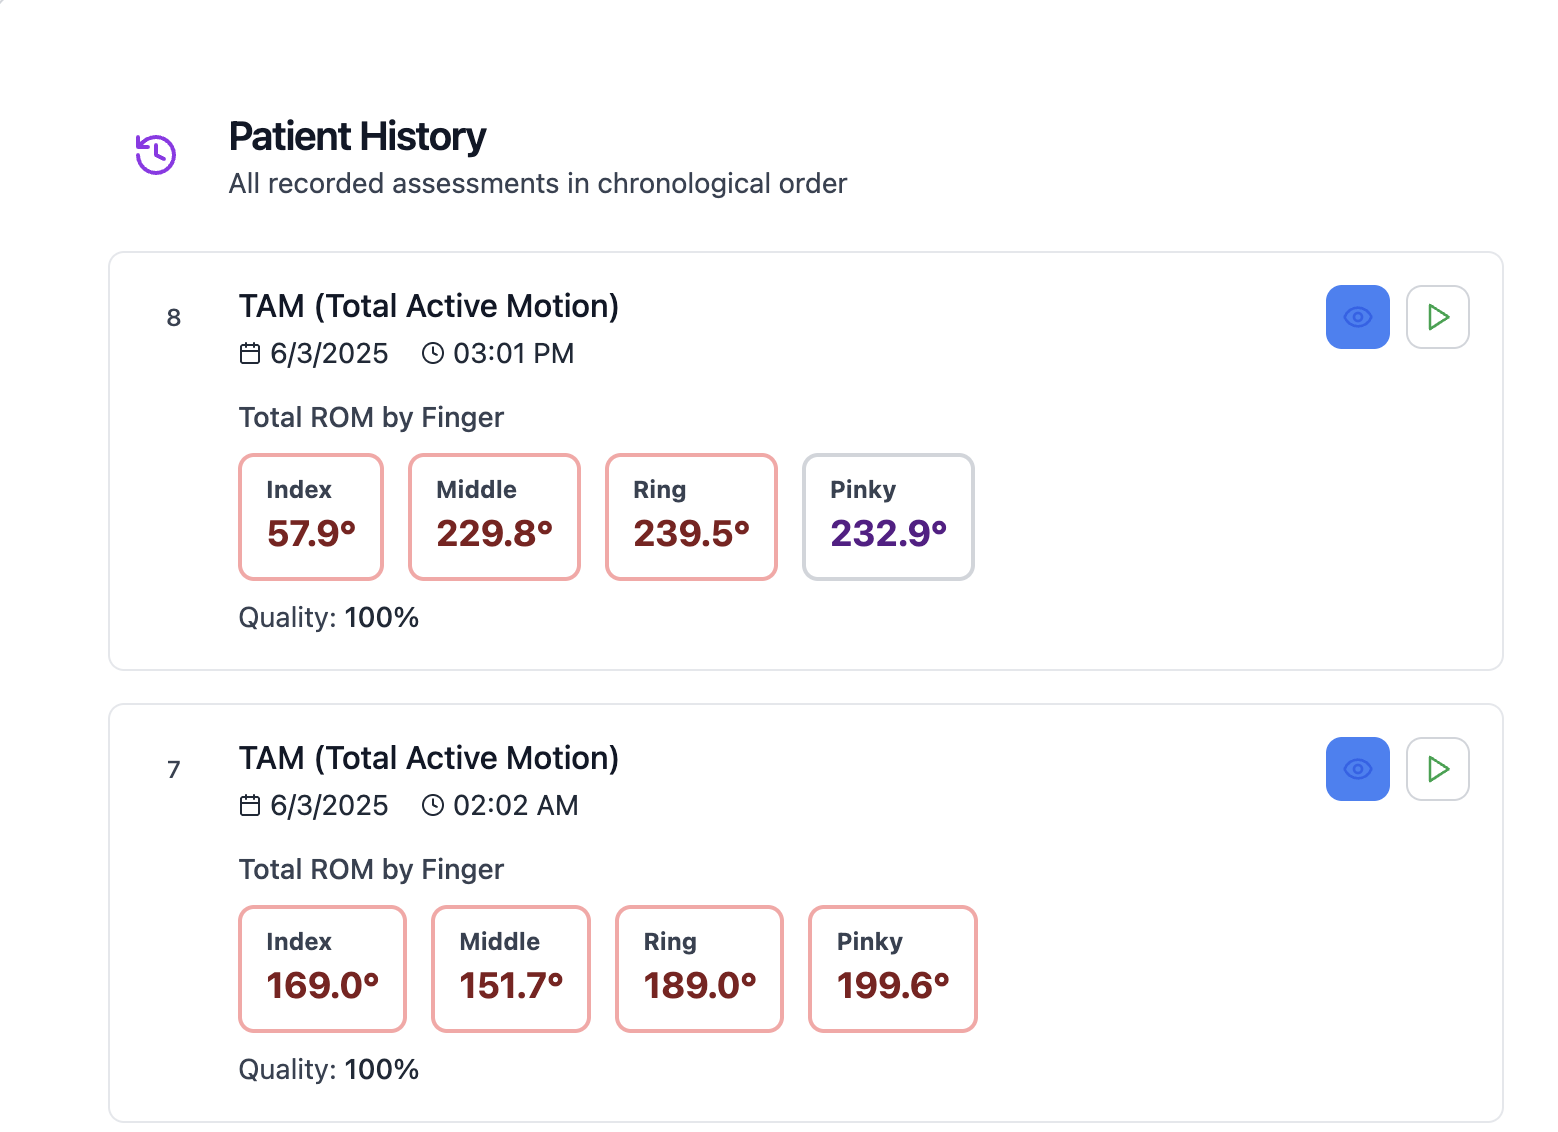 Patient History
All recorded assessments in chronological order
8
TAM (Total Active Motion)
6/3/2025 03:01 PM
Total ROM by Finger
Index Middle Ring Pinky
57.9° 229.8° 239.5° 232.9°
Quality: 100%
7
TAM (Total Active Motion)
6/3/2025 02:02 AM
Total ROM by Finger
Index Middle Ring Pinky
169.0° 151.7° 189.0° 199.6°
Quality: 100%